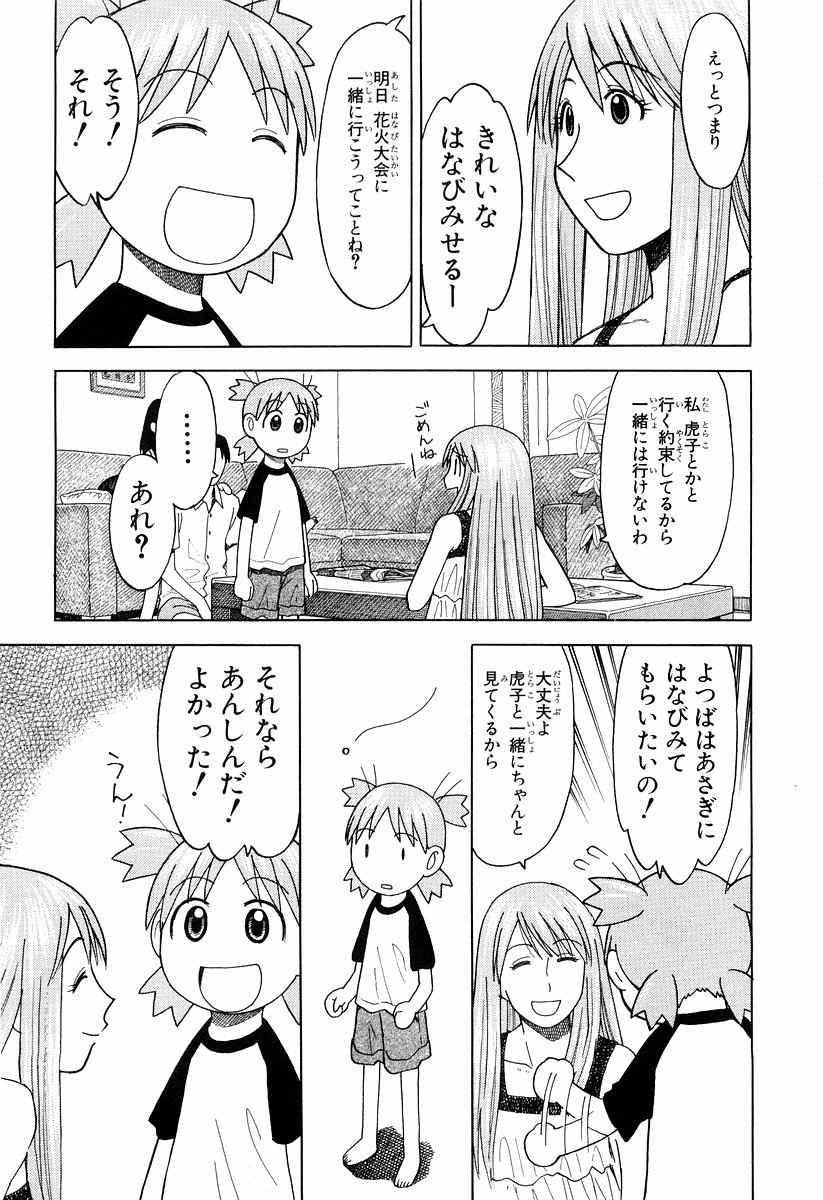 えっとつまり
きれいな
はなびみせるー
明日 花火大会に
一緒に行こうってことね?
そう!
それ!
私 虎子とかと
行く約束してるから
一緒には行けないわ
ごめんね
……
あれ?
よつばはあさぎに
はなびみて
もらいたいの!
大丈夫よ
虎子と一緒にちゃんと
見てくるから
それなら
あんしんだ!
よかった!
うん!